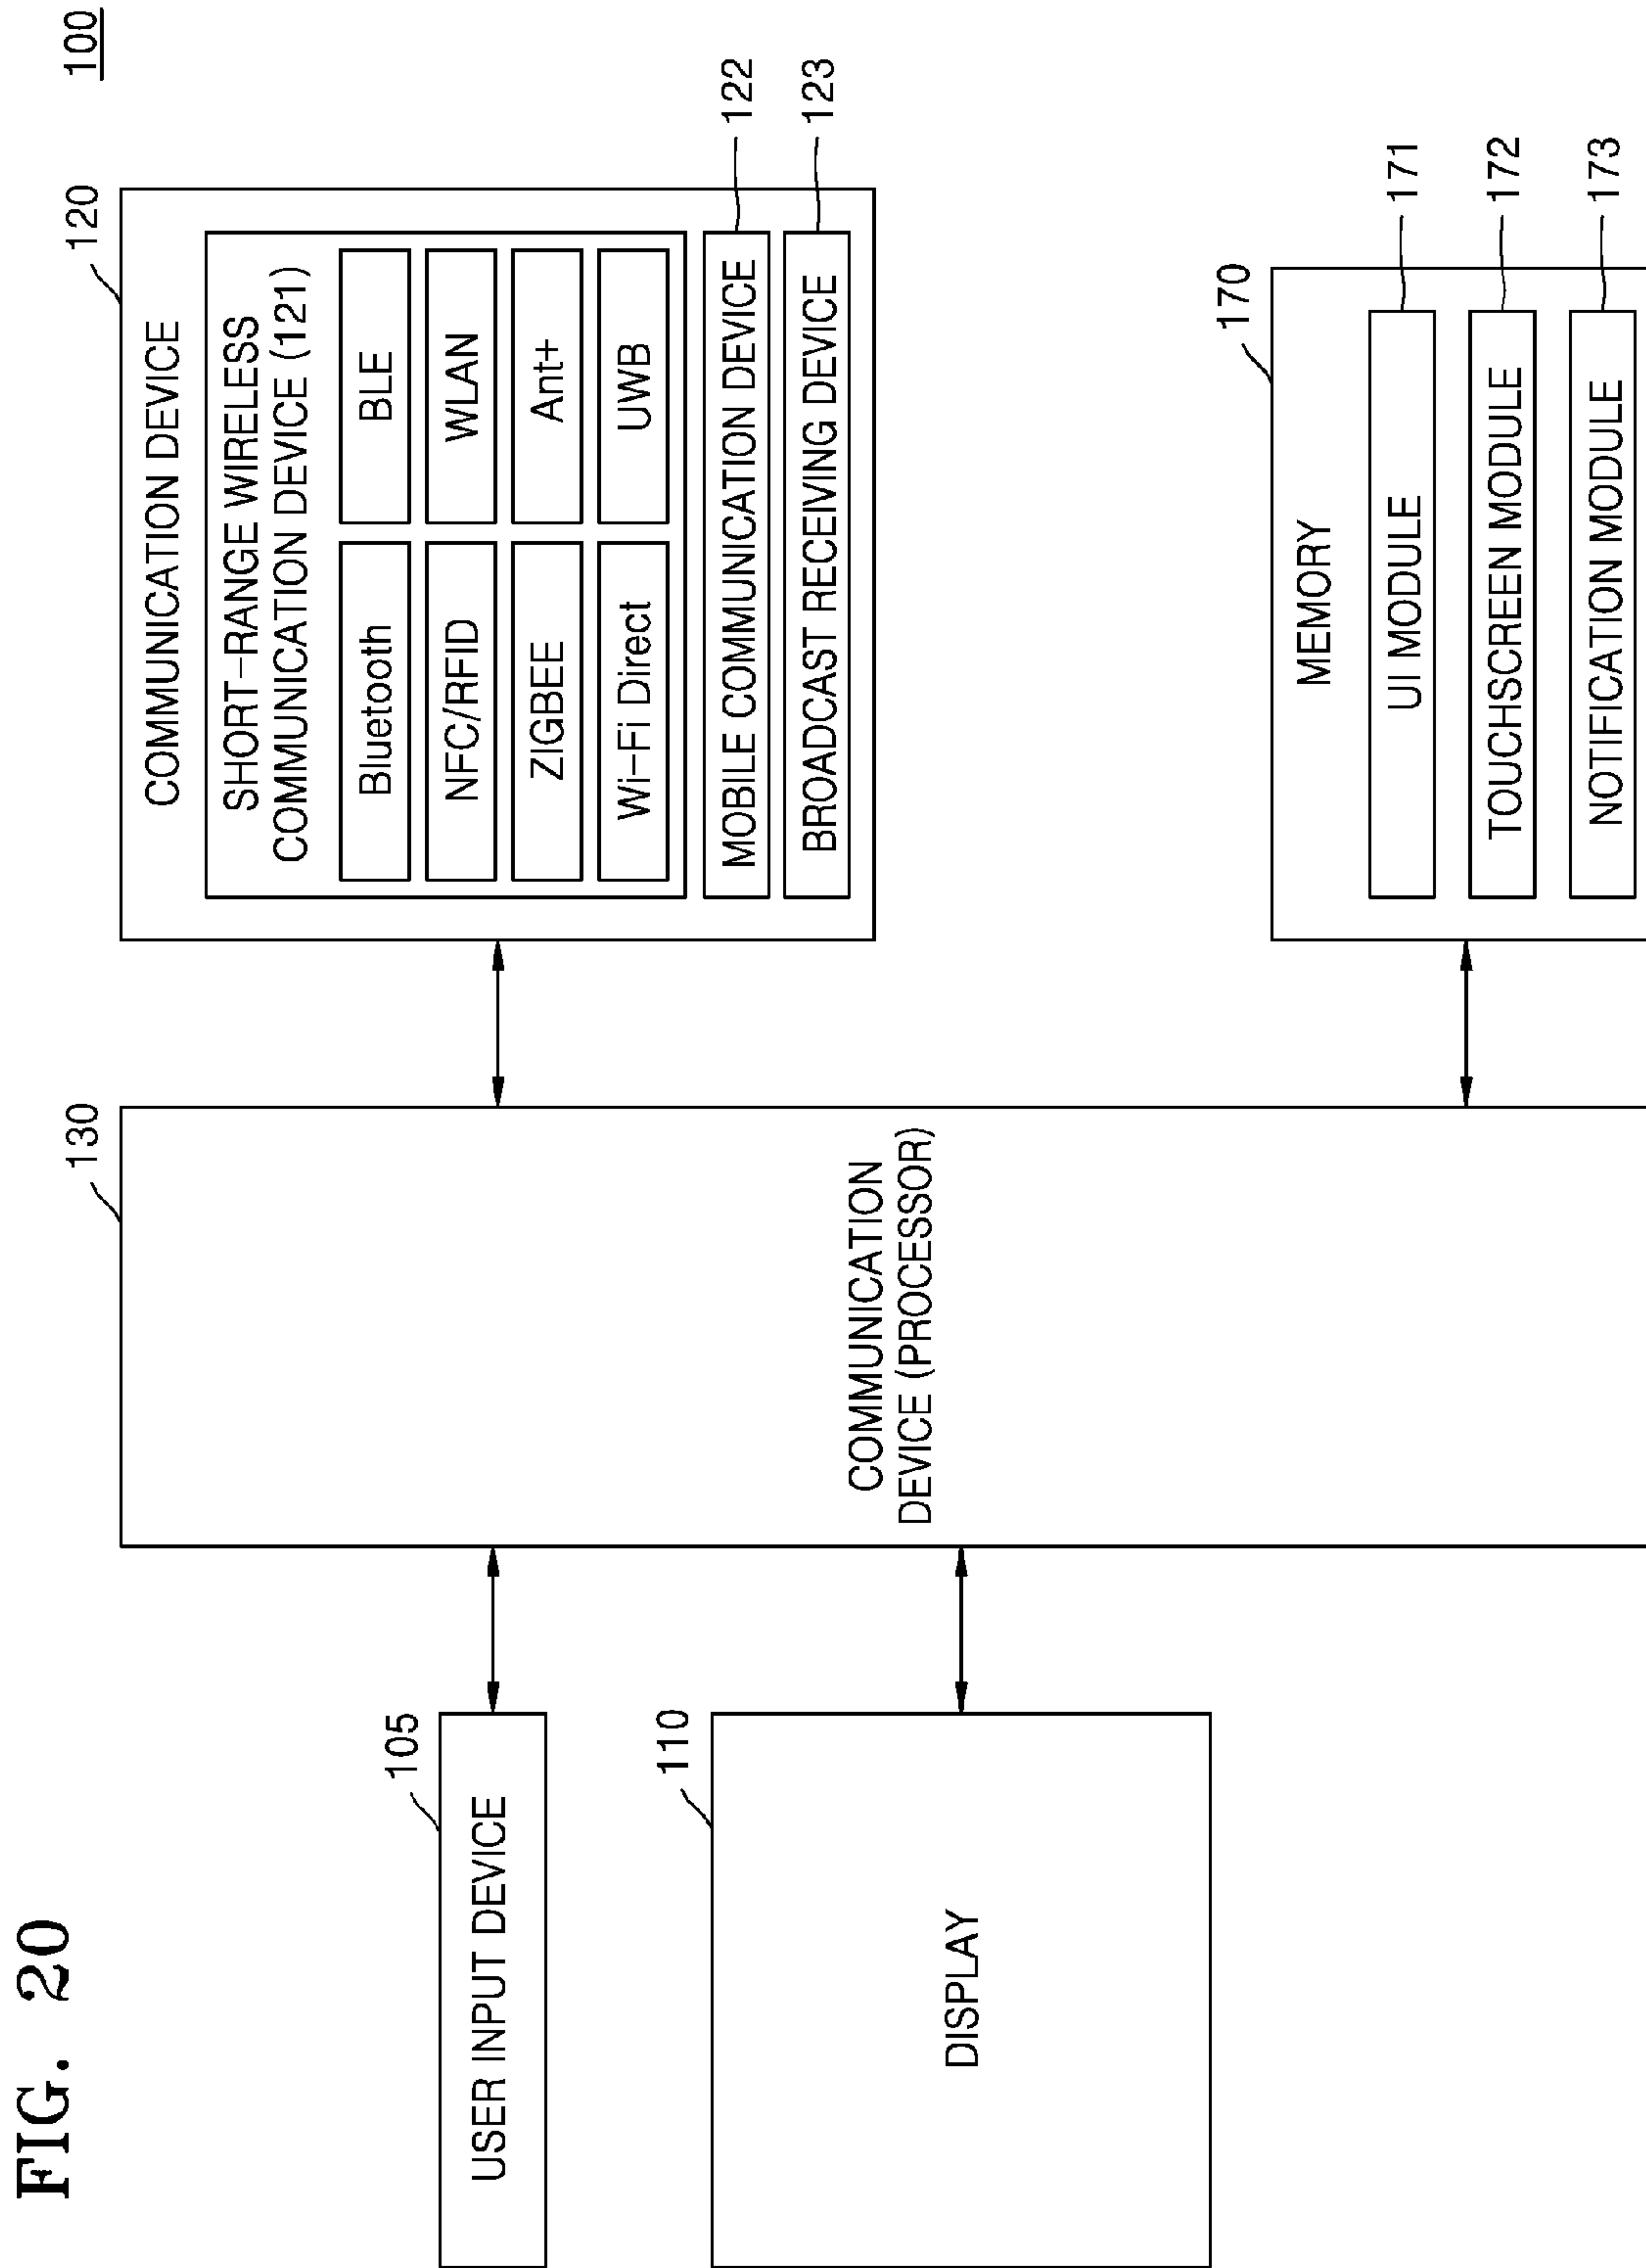 FIG. 20
100
USER INPUT DEVICE
105
DISPLAY
110
130
COMMUNICATION
DEVICE (PROCESSOR)
120
COMMUNICATION DEVICE
SHORT-RANGE WIRELESS
COMMUNICATION DEVICE (121)
Bluetooth
BLE
NFC/RFID
WLAN
ZIGBEE
Ant+
Wi-Fi Direct
UWB
MOBILE COMMUNICATION DEVICE
122
BROADCAST RECEIVING DEVICE
123
170
MEMORY
UI MODULE
171
TOUCHSCREEN MODULE
172
NOTIFICATION MODULE
173